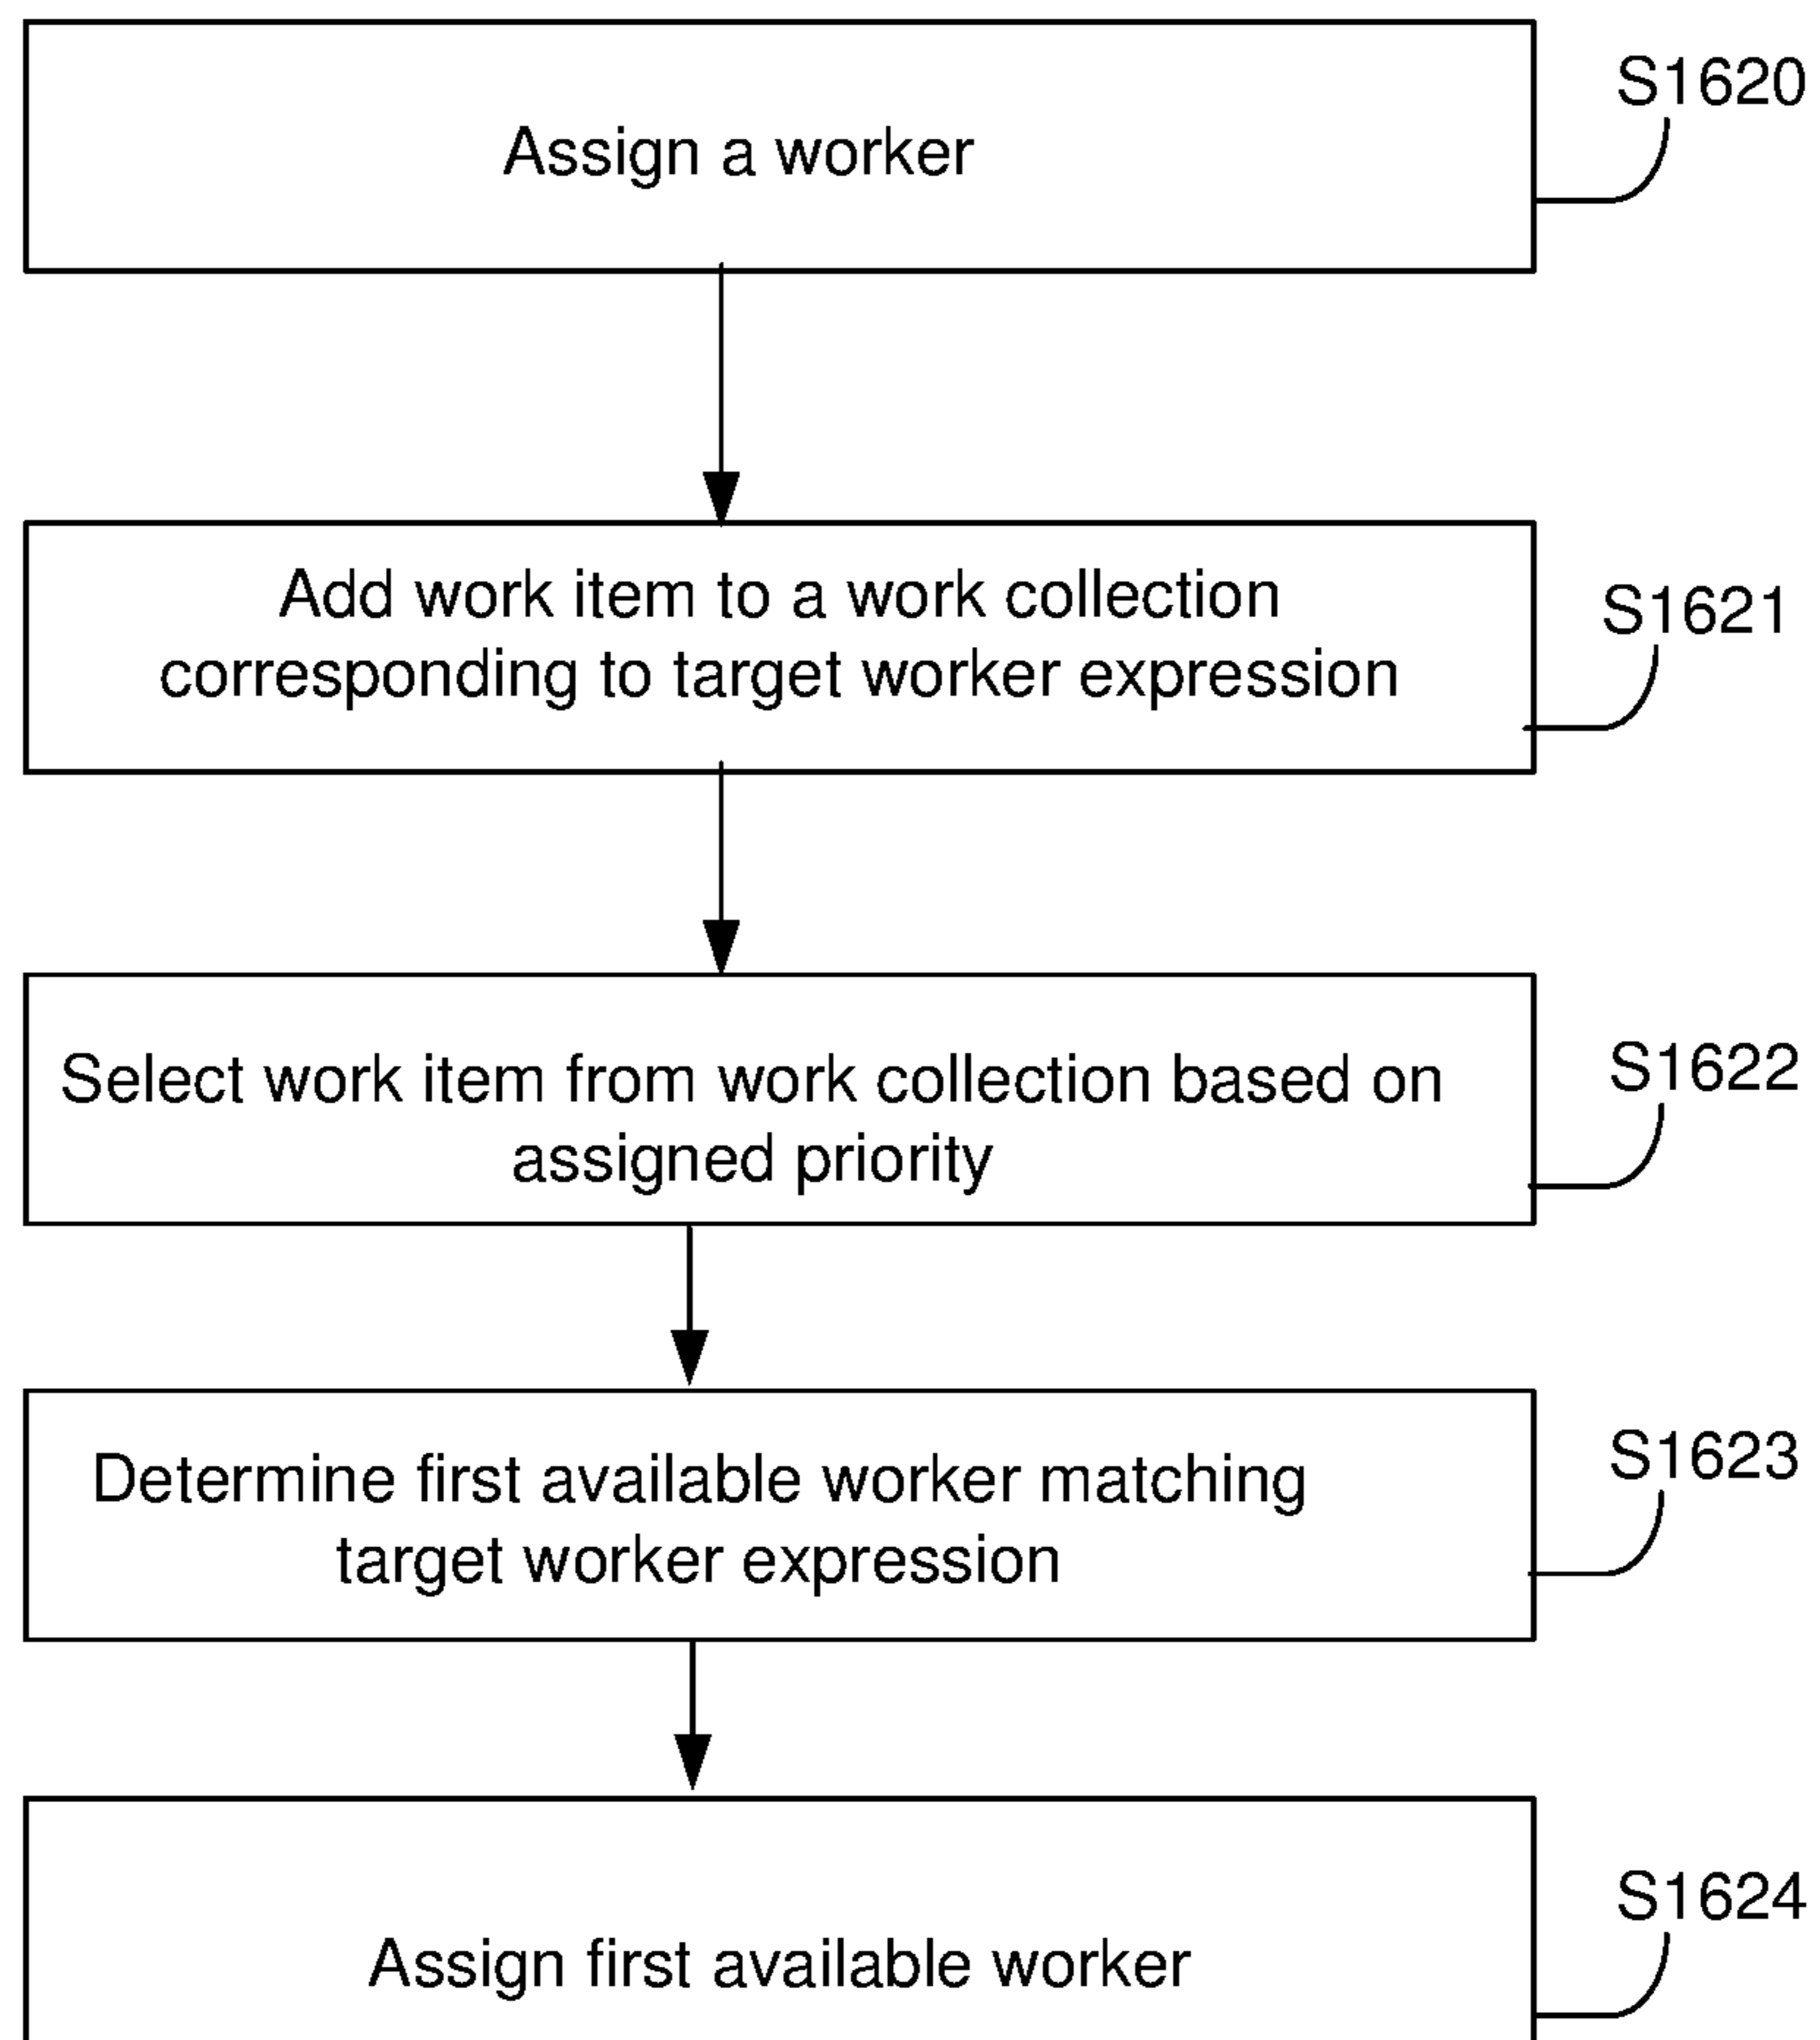 Assign a worker
S1620
Add work item to a work collection
corresponding to target worker expression
S1621
Select work item from work collection based on
assigned priority
S1622
Determine first available worker matching
target worker expression
S1623
Assign first available worker
S1624